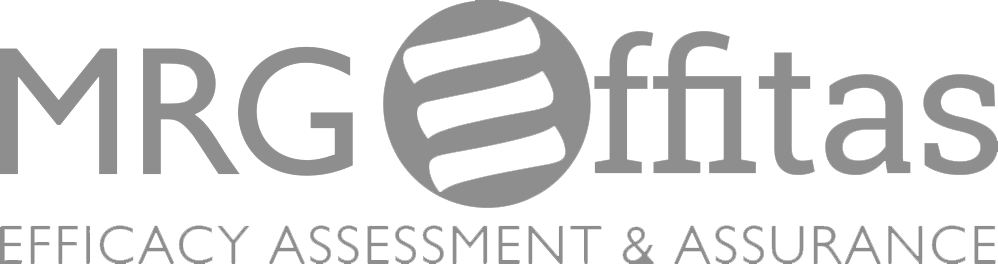 MRG Effitas
EFFICACY ASSESSMENT & ASSURANCE